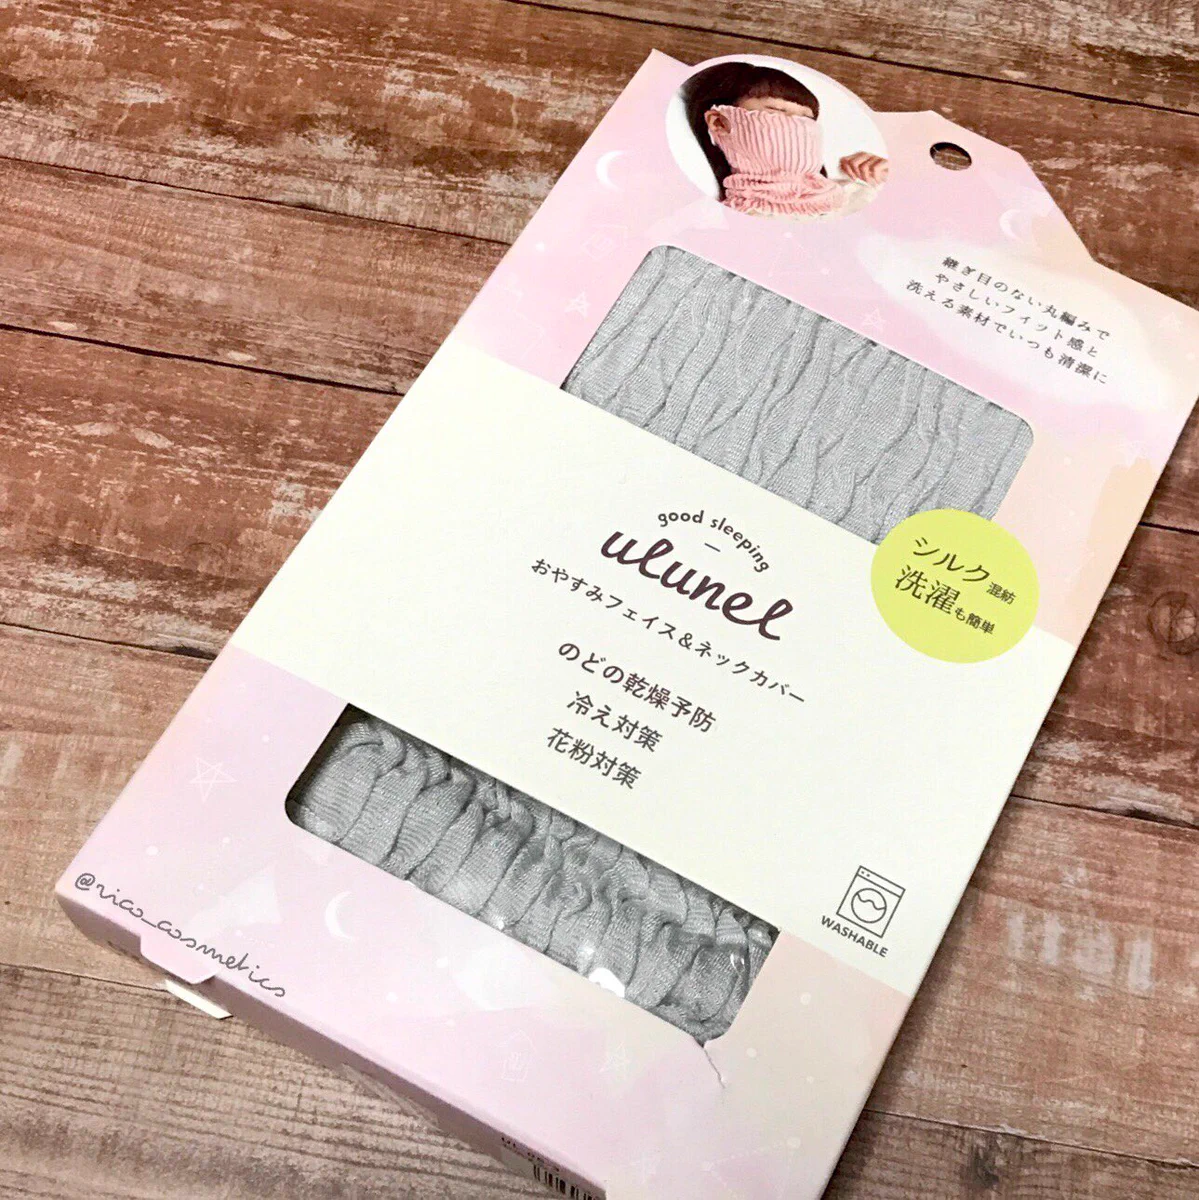 継ぎ目のない丸編みで
やさしいフィット感と
洗える素材でいつも清潔に
good sleeping
ulunel
おやすみフェイス&ネックカバー
シルク混紡
洗濯も簡単
のどの乾燥予防
冷え対策
花粉対策
WASHABLE
@rico_cosmetics